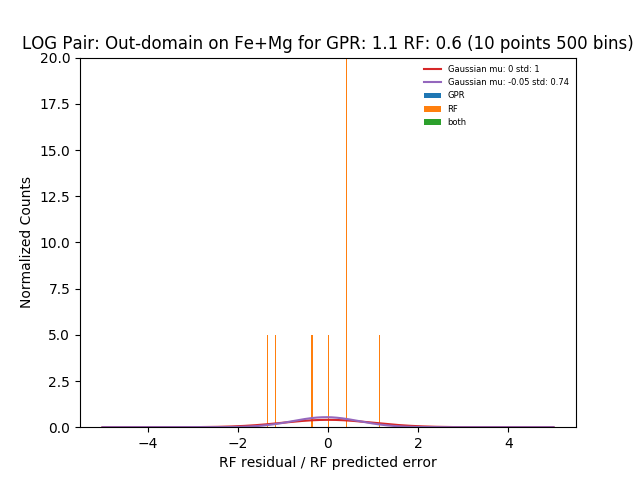 LOG Pair: Out-domain on Fe+Mg for GPR: 1.1 RF: 0.6 (10 points 500 bins)
Gaussian mu: 0 std: 1
Gaussian mu: -0.05 std: 0.74
GPR
RF
both
Normalized Counts
20.0
17.5
15.0
12.5
10.0
7.5
5.0
2.5
0.0
−4
−2
0
2
4
RF residual / RF predicted error